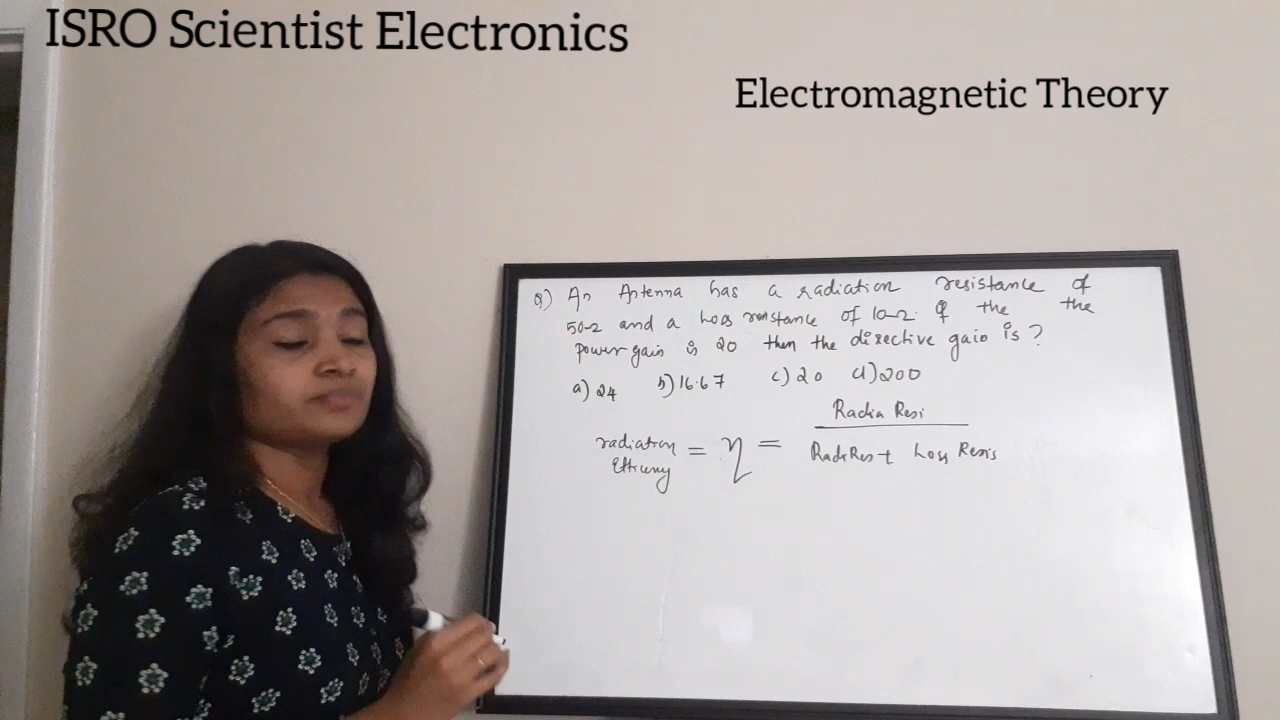 ISRO Scientist Electronics
Electromagnetic Theory
Q) An Antenna has a radiation resistance of
50Ω and a Loss resistance of 10Ω. If the the
power gain is 20 then the directive gain is ?
a) 24 b) 16.67 c) 20 d) 200
radiation Efficiency = η = Radia Resi
Radi Res + Loss Resis